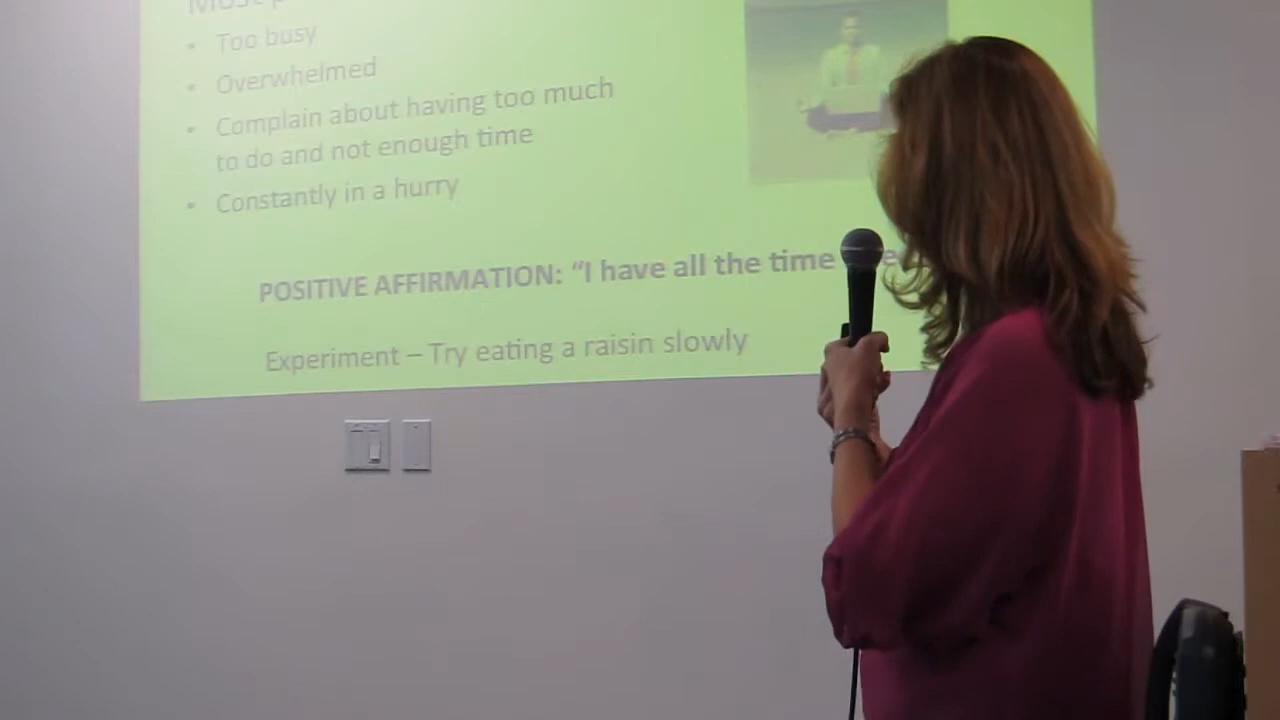 Most
• Too busy
• Overwhelmed
• Complain about having too much
to do and not enough time
• Constantly in a hurry
POSITIVE AFFIRMATION: “I have all the time
Experiment – Try eating a raisin slowly